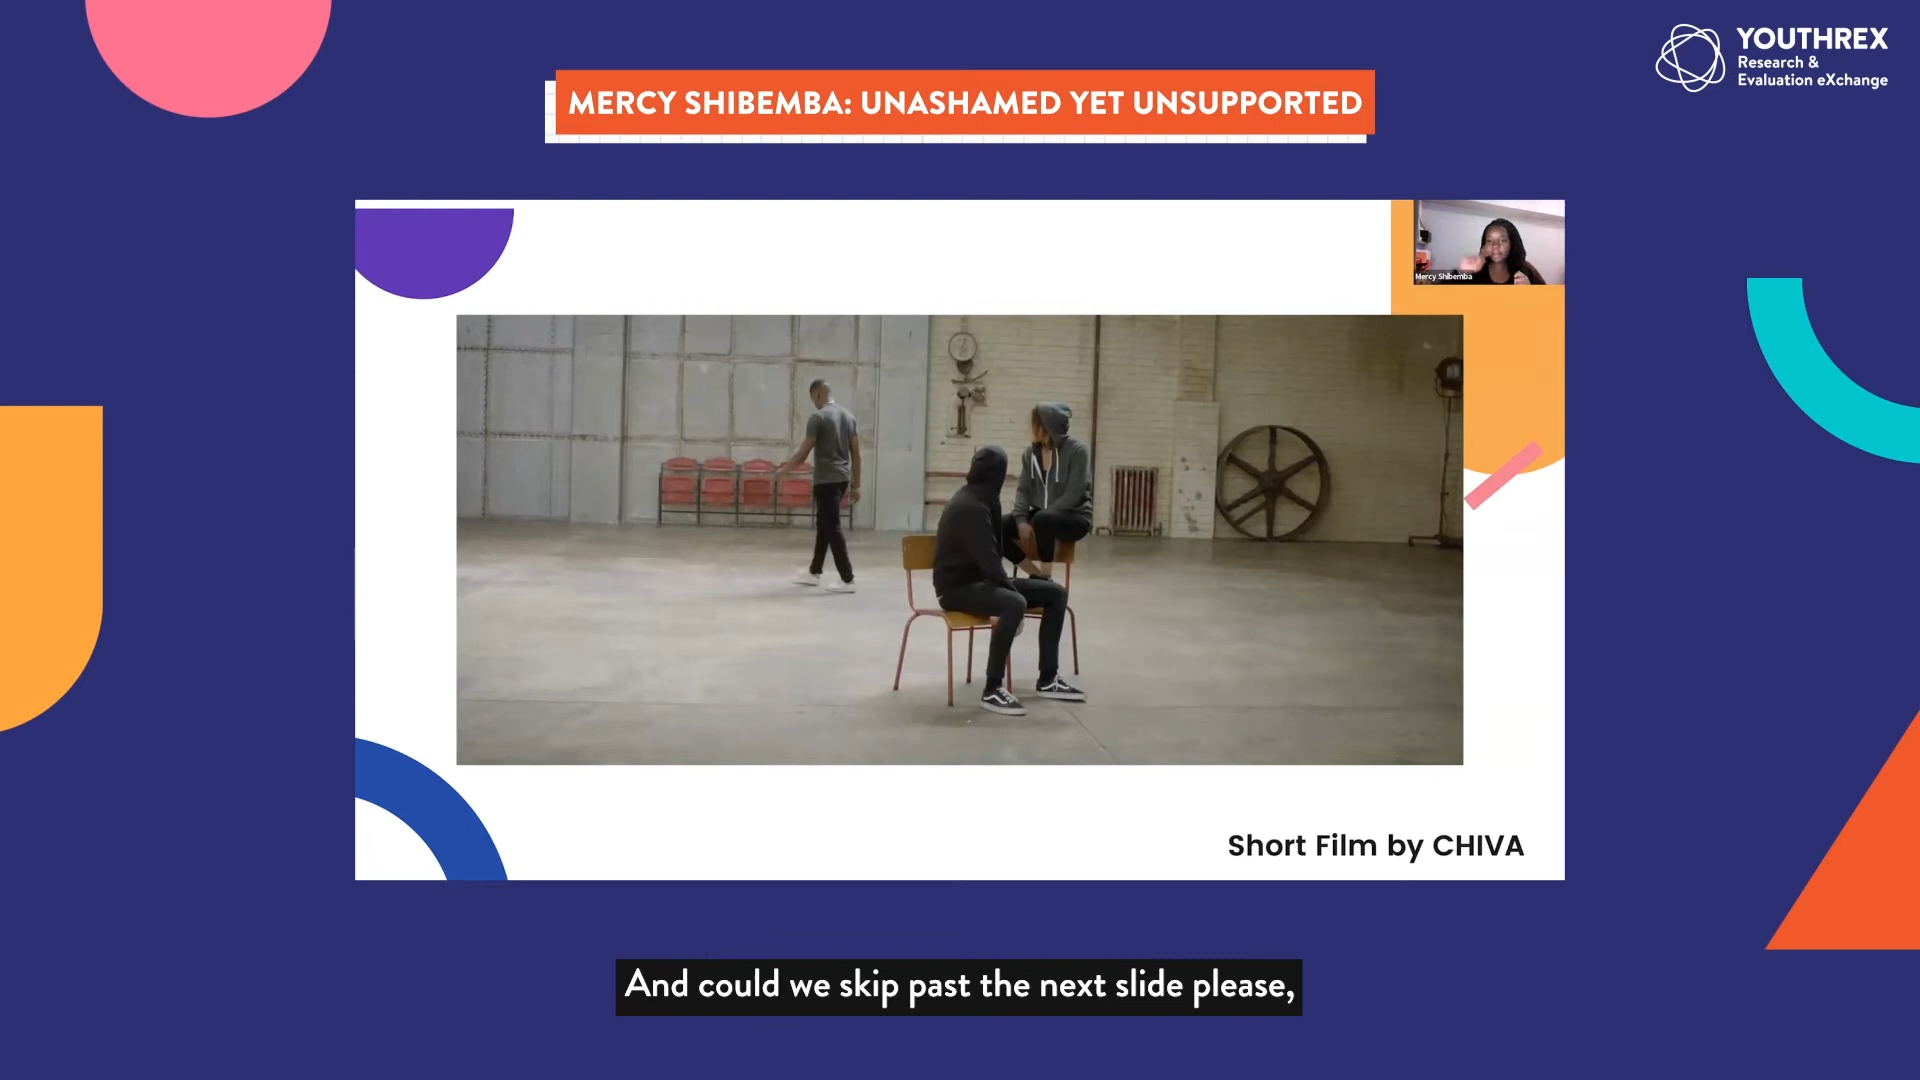 YOUTHREX
Research &
Evaluation eXchange
MERCY SHIBEMBA: UNASHAMED YET UNSUPPORTED
Mercy Shibemba
Short Film by CHIVA
And could we skip past the next slide please,